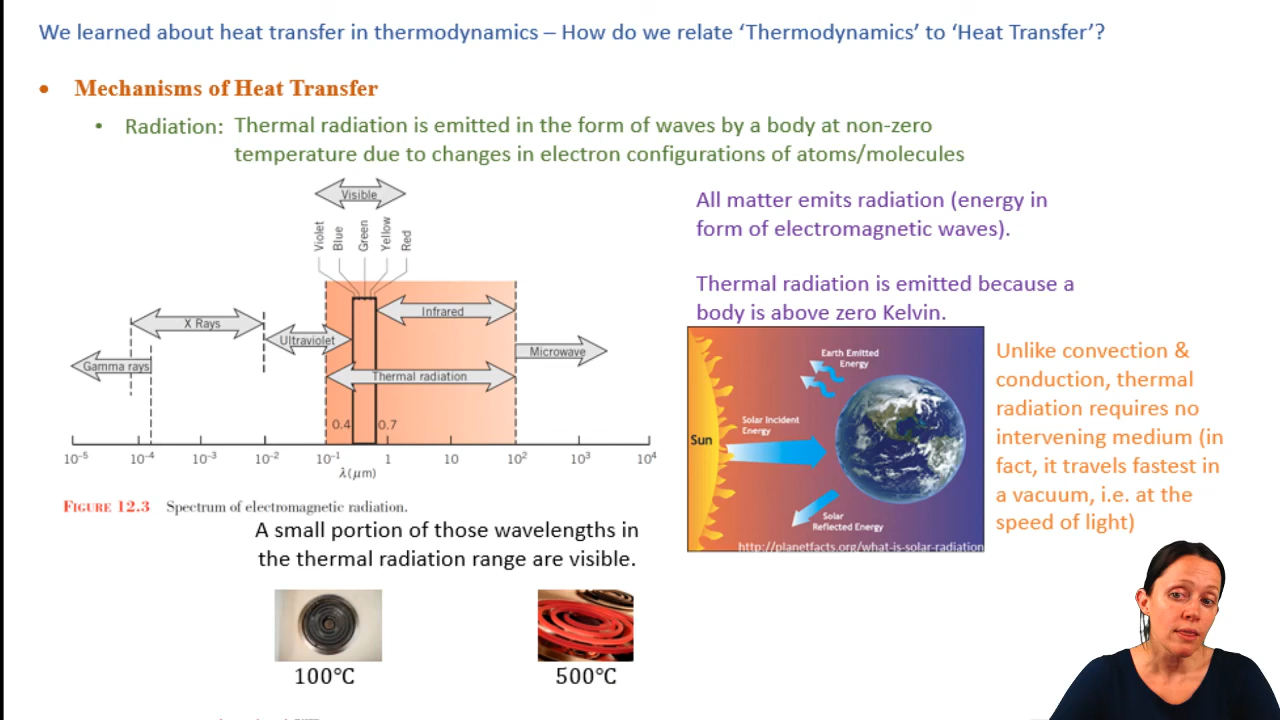 We learned about heat transfer in thermodynamics – How do we relate ‘Thermodynamics’ to ‘Heat Transfer’?
• Mechanisms of Heat Transfer
• Radiation: Thermal radiation is emitted in the form of waves by a body at non-zero
temperature due to changes in electron configurations of atoms/molecules
Visible
Violet
Blue
Green
Yellow
Red
X Rays
Infrared
Ultraviolet
Gamma rays
Microwave
Thermal radiation
0.4
0.7
10⁻⁵ 10⁻⁴ 10⁻³ 10⁻² 10⁻¹ 1 10 10² 10³ 10⁴
λ(μm)
FIGURE 12.3 Spectrum of electromagnetic radiation.
A small portion of those wavelengths in
the thermal radiation range are visible.
100°C
500°C
All matter emits radiation (energy in
form of electromagnetic waves).
Thermal radiation is emitted because a
body is above zero Kelvin.
Earth Emitted
Energy
Solar Incident
Energy
Sun
Solar
Reflected Energy
http://planetfacts.org/what-is-solar-radiation
Unlike convection &
conduction, thermal
radiation requires no
intervening medium (in
fact, it travels fastest in
a vacuum, i.e. at the
speed of light)